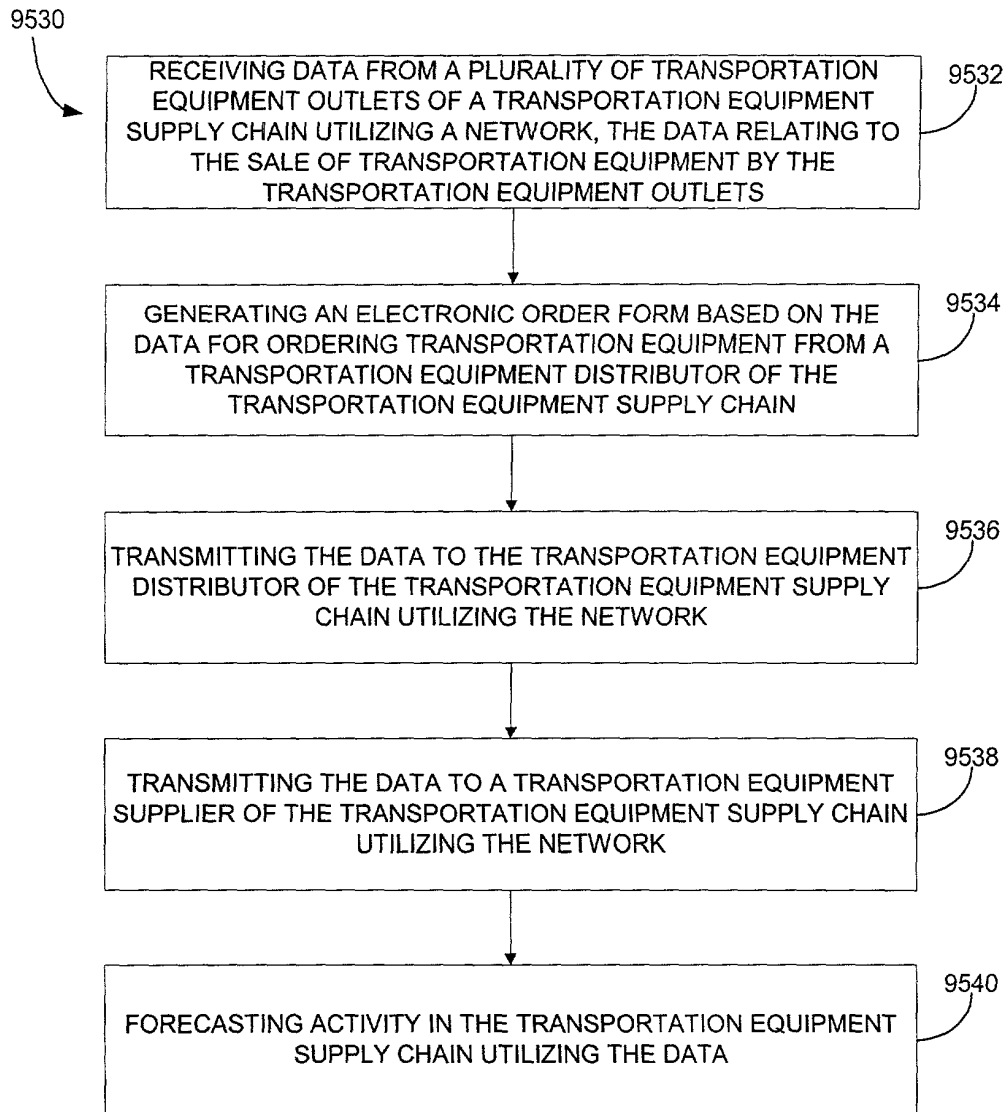 9530
RECEIVING DATA FROM A PLURALITY OF TRANSPORTATION
EQUIPMENT OUTLETS OF A TRANSPORTATION EQUIPMENT
SUPPLY CHAIN UTILIZING A NETWORK, THE DATA RELATING TO
THE SALE OF TRANSPORTATION EQUIPMENT BY THE
TRANSPORTATION EQUIPMENT OUTLETS
9532
GENERATING AN ELECTRONIC ORDER FORM BASED ON THE
DATA FOR ORDERING TRANSPORTATION EQUIPMENT FROM A
TRANSPORTATION EQUIPMENT DISTRIBUTOR OF THE
TRANSPORTATION EQUIPMENT SUPPLY CHAIN
9534
TRANSMITTING THE DATA TO THE TRANSPORTATION EQUIPMENT
DISTRIBUTOR OF THE TRANSPORTATION EQUIPMENT SUPPLY
CHAIN UTILIZING THE NETWORK
9536
TRANSMITTING THE DATA TO A TRANSPORTATION EQUIPMENT
SUPPLIER OF THE TRANSPORTATION EQUIPMENT SUPPLY CHAIN
UTILIZING THE NETWORK
9538
FORECASTING ACTIVITY IN THE TRANSPORTATION EQUIPMENT
SUPPLY CHAIN UTILIZING THE DATA
9540